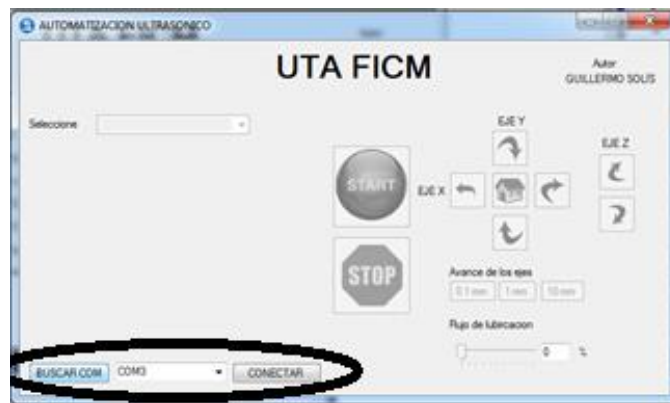 AUTOMATIZACION ULTRASONICO
UTA FICM
Autor
GUILLERMO SOLIS
Seleccione
EJE Y
EJE Z
START
EJE X
STOP
Avance de los ejes
0.1 mm 1 mm 10 mm
Flujo de lubricacion
0
BUSCAR COM COM3 CONECTAR